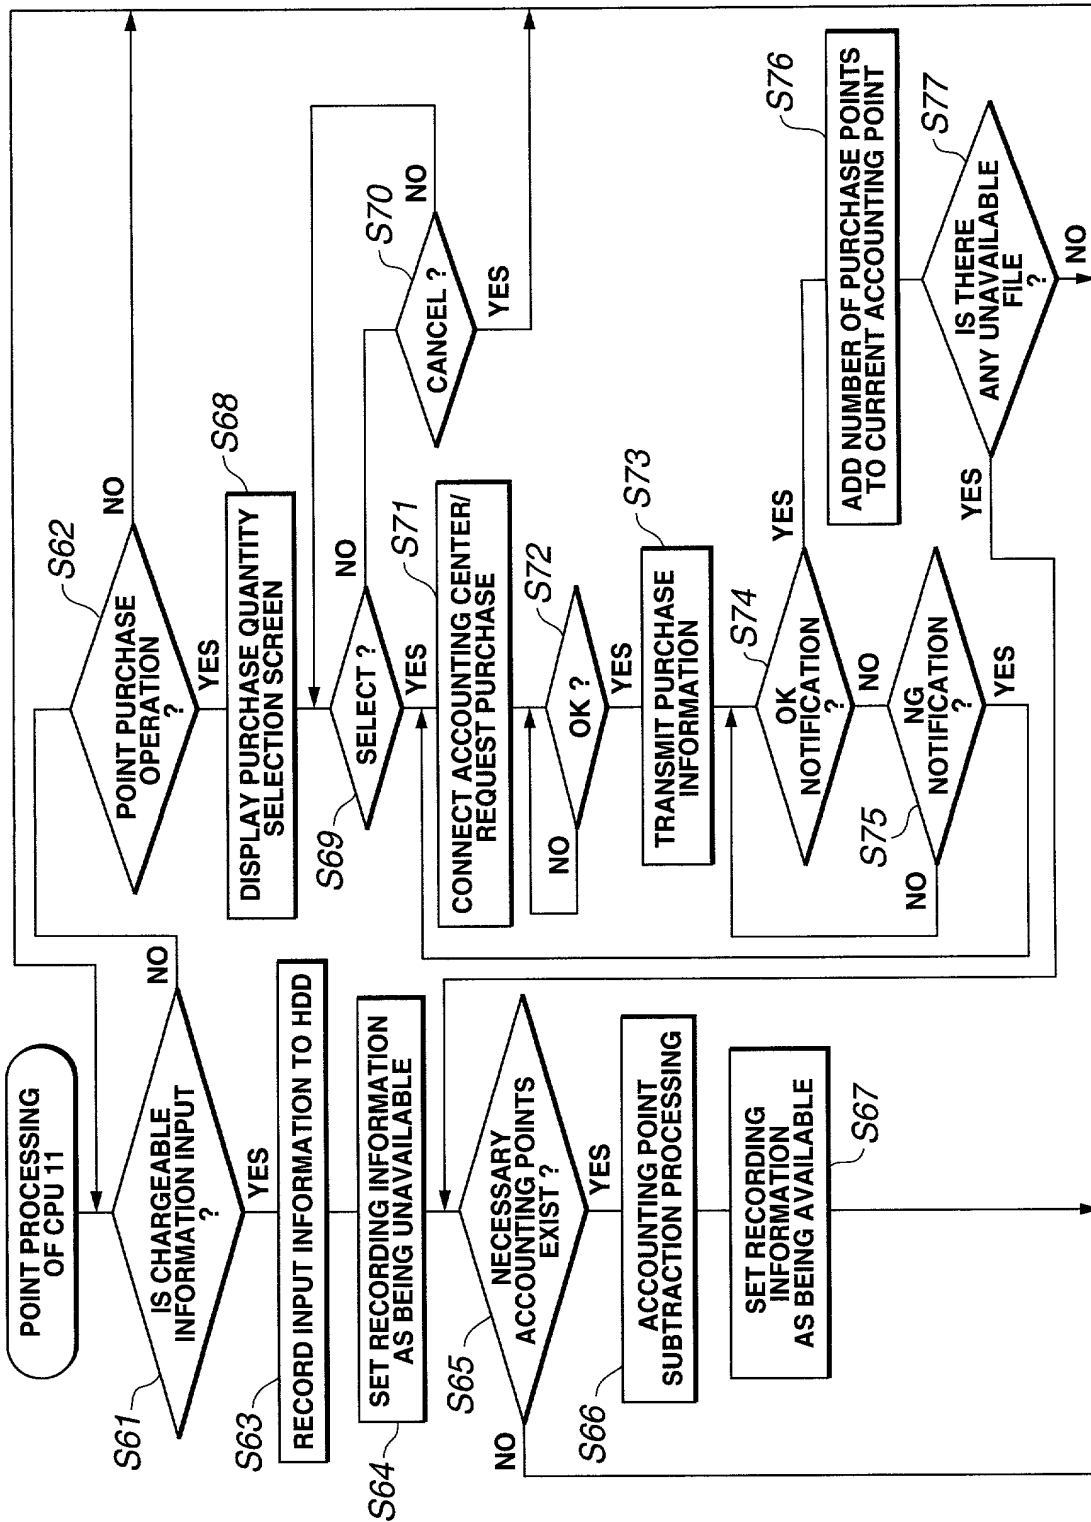 POINT PROCESSING
OF CPU 11
S61
IS CHARGEABLE
INFORMATION INPUT
?
NO
YES
S63
RECORD INPUT INFORMATION TO HDD
S64
SET RECORDING INFORMATION
AS BEING UNAVAILABLE
S65
NECESSARY
ACCOUNTING POINTS
EXIST ?
NO
YES
S66
ACCOUNTING POINT
SUBTRACTION PROCESSING
S67
SET RECORDING
INFORMATION
AS BEING AVAILABLE
S62
POINT PURCHASE
OPERATION
?
NO
YES
S68
DISPLAY PURCHASE QUANTITY
SELECTION SCREEN
S69
SELECT ?
NO
YES
S70
CANCEL ?
NO
YES
S71
CONNECT ACCOUNTING CENTER/
REQUEST PURCHASE
S72
OK ?
NO
YES
S73
TRANSMIT PURCHASE
INFORMATION
S74
OK
NOTIFICATION
?
YES
NO
S75
NG
NOTIFICATION
?
NO
YES
S76
ADD NUMBER OF PURCHASE POINTS
TO CURRENT ACCOUNTING POINT
S77
IS THERE
ANY UNAVAILABLE
FILE
?
YES
NO